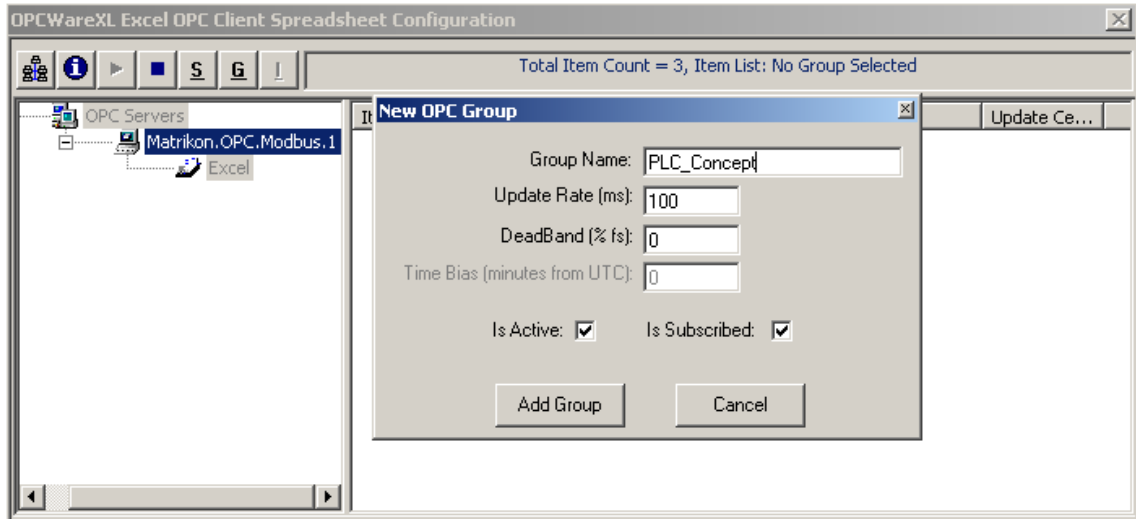 OPCWareXL Excel OPC Client Spreadsheet Configuration
S G I
Total Item Count = 3, Item List: No Group Selected
OPC Servers
Matrikon.OPC.Modbus.1
Excel
Update Ce...
New OPC Group
Group Name: PLC_Concept
Update Rate (ms): 100
DeadBand (% fs): 0
Time Bias (minutes from UTC): 0
Is Active: Is Subscribed:
Add Group Cancel